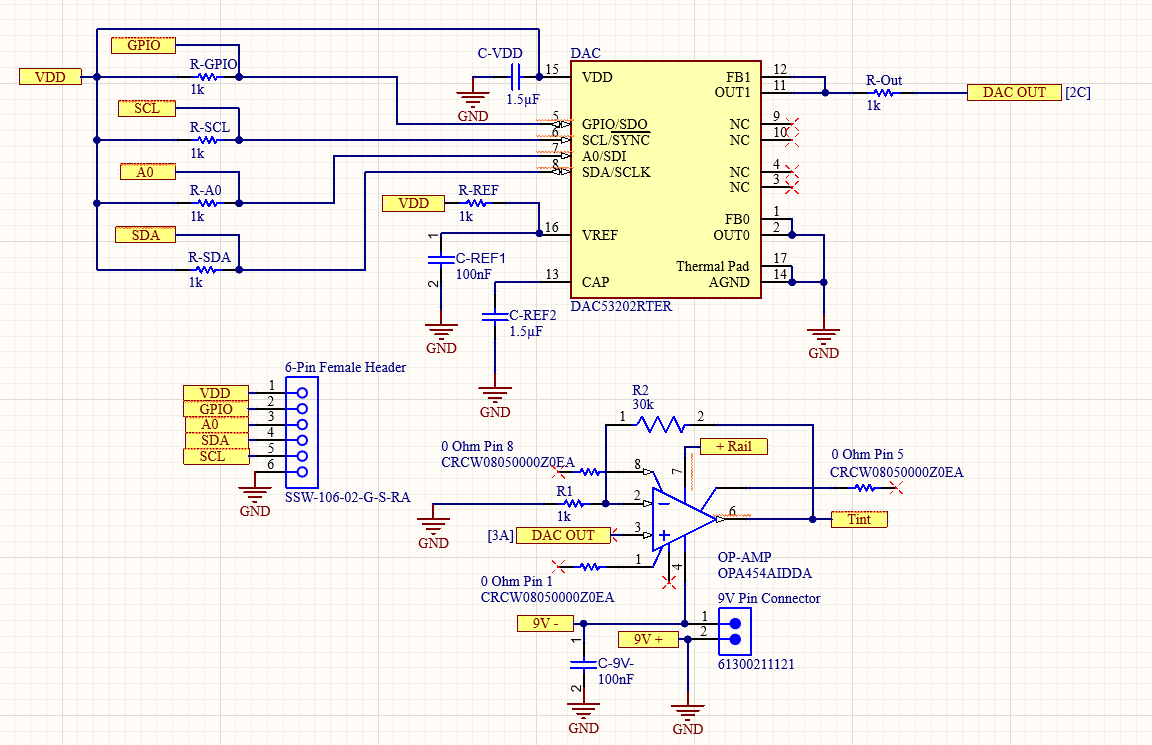 GPIO
VDD
R-GPIO
1k
SCL
R-SCL
1k
A0
R-A0
1k
SDA
R-SDA
1k
C-VDD
1.5µF
GND
DAC
15 VDD
5 GPIO/SDO
6 SCL/SYNC
7 A0/SDI
8 SDA/SCLK
16 VREF
13 CAP
FB1 12
OUT1 11
NC 9
NC 10
NC 4
NC 3
FB0 1
OUT0 2
Thermal Pad 17
AGND 14
DAC53202RTER
R-Out
1k
DAC OUT [2C]
GND
VDD
R-REF
1k
1
C-REF1
100nF
2
GND
C-REF2
1.5µF
GND
6-Pin Female Header
VDD 1
GPIO 2
A0 3
SDA 4
SCL 5
6
GND
SSW-106-02-G-S-RA
R2
30k
1 2
+ Rail
0 Ohm Pin 8
CRCW08050000Z0EA
8
7
0 Ohm Pin 5
CRCW08050000Z0EA
R1
1k
2
GND
6
Tint
[3A] DAC OUT 3
1
4
0 Ohm Pin 1
CRCW08050000Z0EA
OP-AMP
OPA454AIDDA
9V Pin Connector
9V - 1
9V + 2
61300211121
1
C-9V-
100nF
2
GND
GND